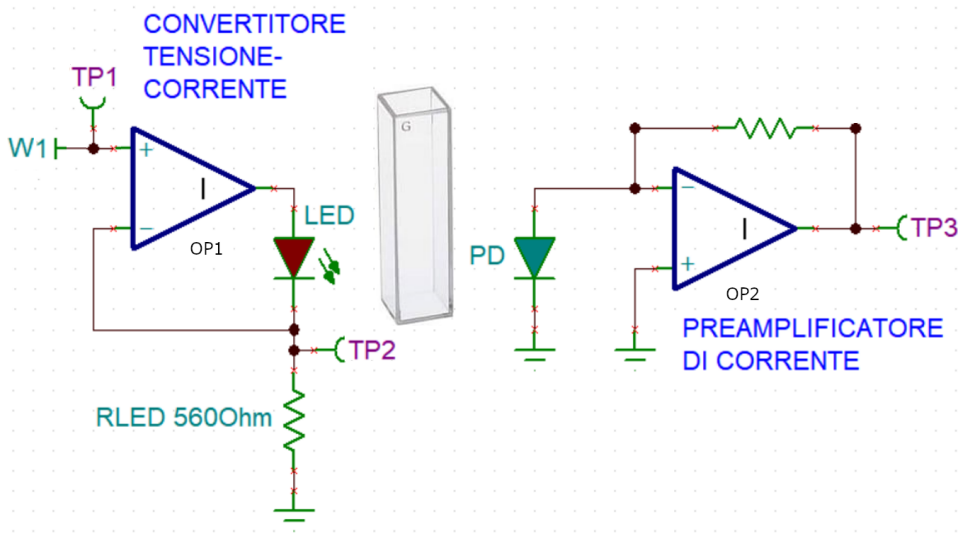 CONVERTITORE
TENSIONE-
CORRENTE
TP1
W1
+
−
I
OP1
LED
TP2
RLED 560Ohm
G
PD
−
+
I
OP2
TP3
PREAMPLIFICATORE
DI CORRENTE